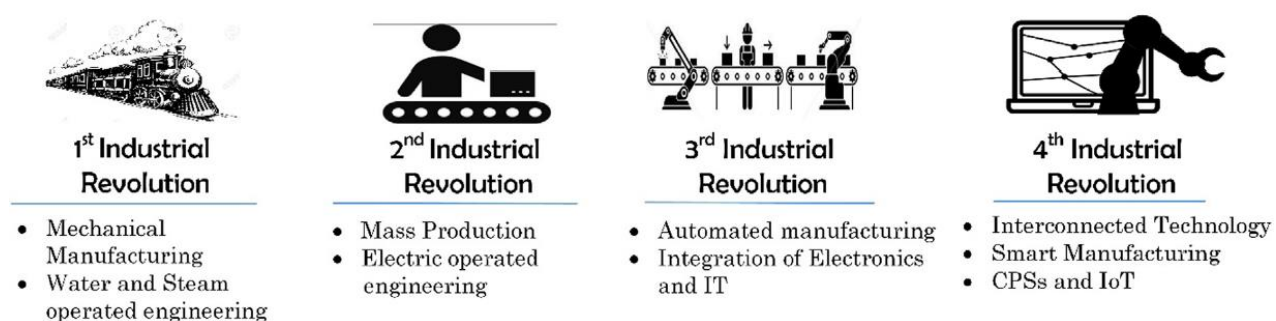 1st Industrial
Revolution
• Mechanical
Manufacturing
• Water and Steam
operated engineering
2nd Industrial
Revolution
• Mass Production
• Electric operated
engineering
3rd Industrial
Revolution
• Automated manufacturing
• Integration of Electronics
and IT
4th Industrial
Revolution
• Interconnected Technology
• Smart Manufacturing
• CPSs and IoT